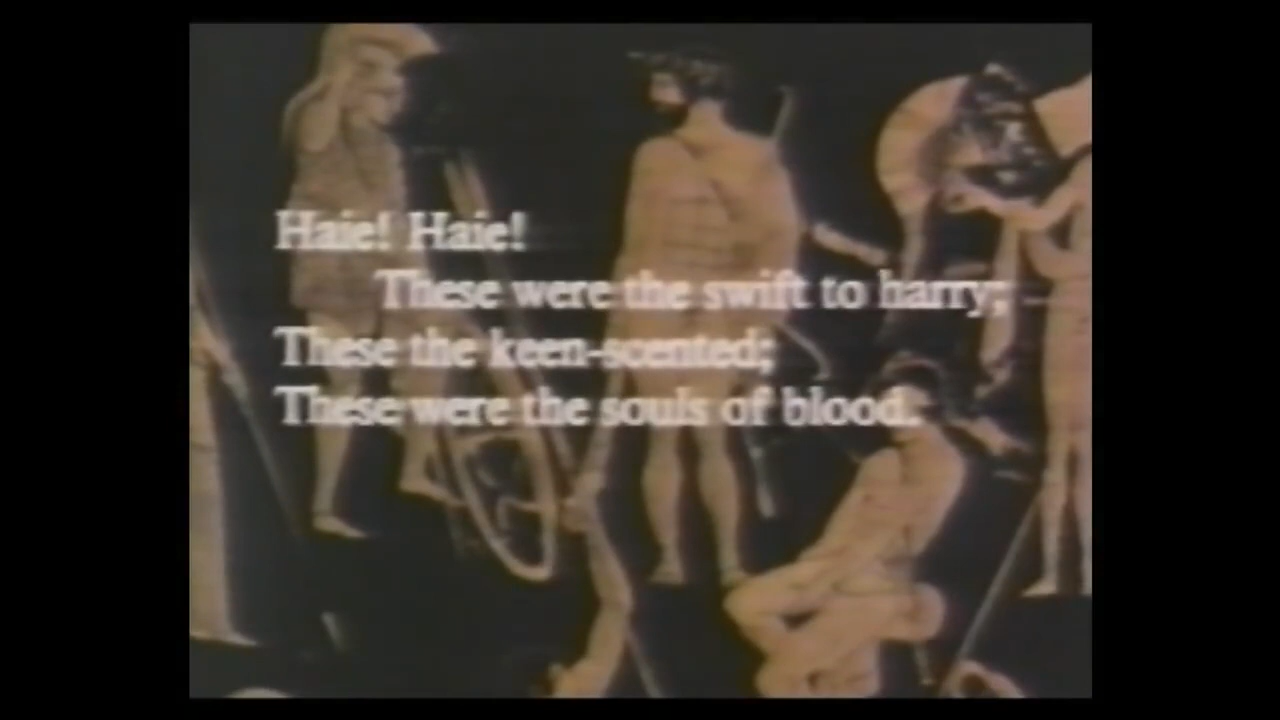 Haie! Haie!
These were the swift to harry;
These the keen-scented;
These were the souls of blood.